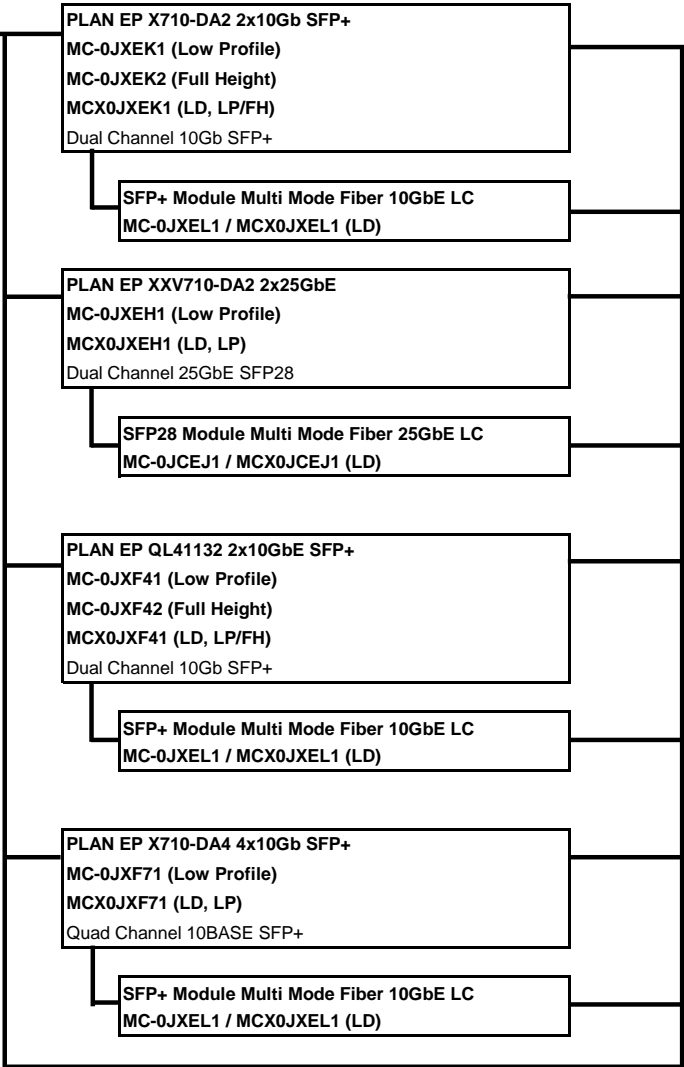 PLAN EP X710-DA2 2x10Gb SFP+
MC-0JXEK1 (Low Profile)
MC-0JXEK2 (Full Height)
MCX0JXEK1 (LD, LP/FH)
Dual Channel 10Gb SFP+
SFP+ Module Multi Mode Fiber 10GbE LC
MC-0JXEL1 / MCX0JXEL1 (LD)
PLAN EP XXV710-DA2 2x25GbE
MC-0JXEH1 (Low Profile)
MCX0JXEH1 (LD, LP)
Dual Channel 25GbE SFP28
SFP28 Module Multi Mode Fiber 25GbE LC
MC-0JCEJ1 / MCX0JCEJ1 (LD)
PLAN EP QL41132 2x10GbE SFP+
MC-0JXF41 (Low Profile)
MC-0JXF42 (Full Height)
MCX0JXF41 (LD, LP/FH)
Dual Channel 10Gb SFP+
SFP+ Module Multi Mode Fiber 10GbE LC
MC-0JXEL1 / MCX0JXEL1 (LD)
PLAN EP X710-DA4 4x10Gb SFP+
MC-0JXF71 (Low Profile)
MCX0JXF71 (LD, LP)
Quad Channel 10BASE SFP+
SFP+ Module Multi Mode Fiber 10GbE LC
MC-0JXEL1 / MCX0JXEL1 (LD)